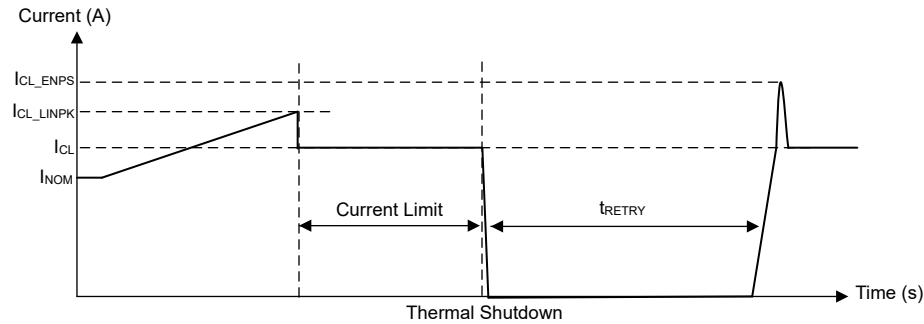 Current (A)
ICL_ENPS
ICL_LINPK
ICL
INOM
Current Limit
tRETRY
Time (s)
Thermal Shutdown